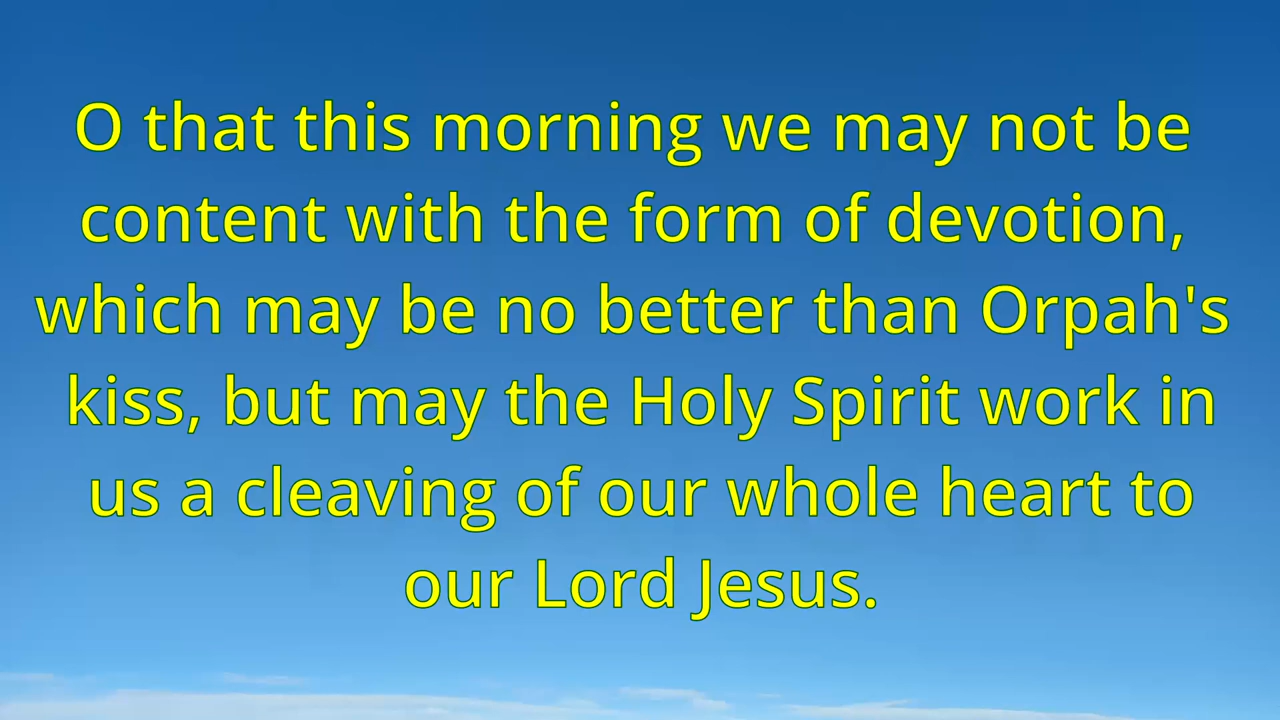 O that this morning we may not be
content with the form of devotion,
which may be no better than Orpah's
kiss, but may the Holy Spirit work in
us a cleaving of our whole heart to
our Lord Jesus.